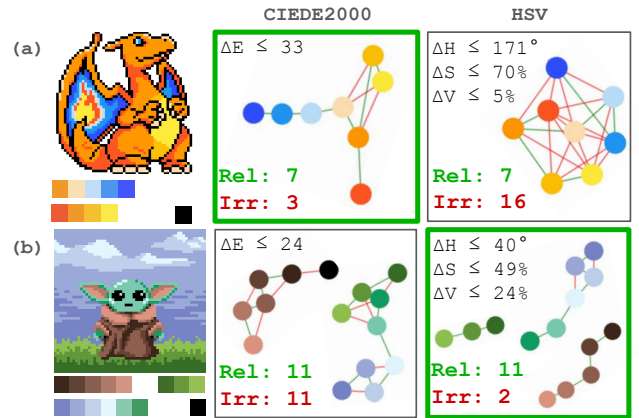 CIEDE2000 HSV
(a)
ΔE ≤ 33
Rel: 7
Irr: 3
ΔH ≤ 171°
ΔS ≤ 70%
ΔV ≤ 5%
Rel: 7
Irr: 16
(b)
ΔE ≤ 24
Rel: 11
Irr: 11
ΔH ≤ 40°
ΔS ≤ 49%
ΔV ≤ 24%
Rel: 11
Irr: 2